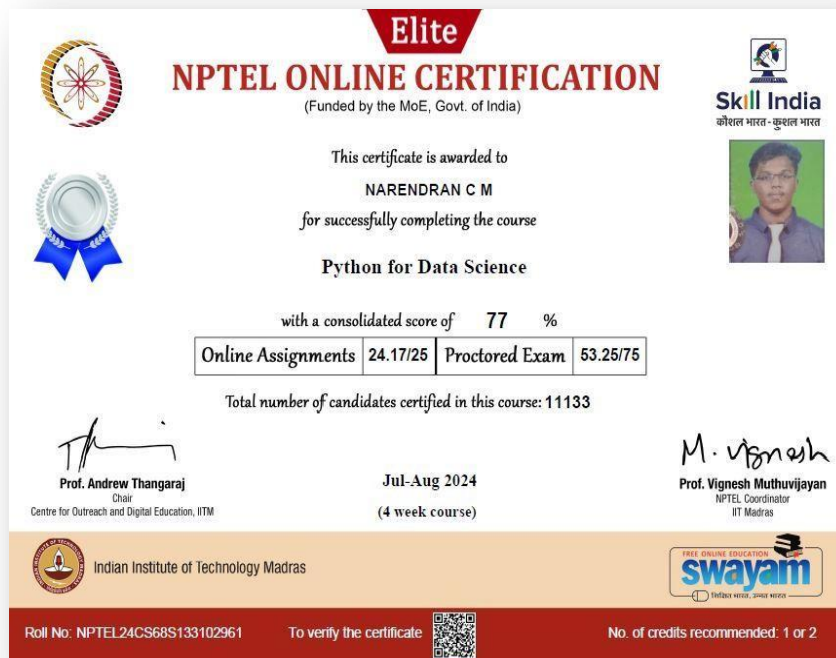 Elite
NPTEL ONLINE CERTIFICATION
(Funded by the MoE, Govt. of India)
Skill India
कौशल भारत - कुशल भारत
This certificate is awarded to
NARENDRAN C M
for successfully completing the course
Python for Data Science
with a consolidated score of 77 %
Online Assignments 24.17/25 Proctored Exam 53.25/75
Total number of candidates certified in this course: 11133
M. Vignesh
Prof. Andrew Thangaraj
Chair
Centre for Outreach and Digital Education, IITM
Jul-Aug 2024
(4 week course)
Prof. Vignesh Muthuvijayan
NPTEL Coordinator
IIT Madras
Indian Institute of Technology Madras
FREE ONLINE EDUCATION
swayam
शिक्षित भारत, उन्नत भारत
Roll No: NPTEL24CS68S133102961
To verify the certificate
No. of credits recommended: 1 or 2